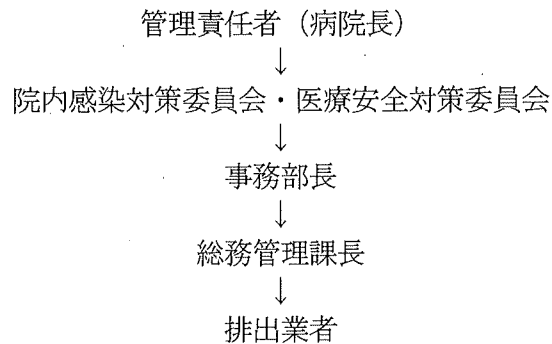 管理責任者（病院長）
↓
院内感染対策委員会・医療安全対策委員会
↓
事務部長
↓
総務管理課長
↓
排出業者